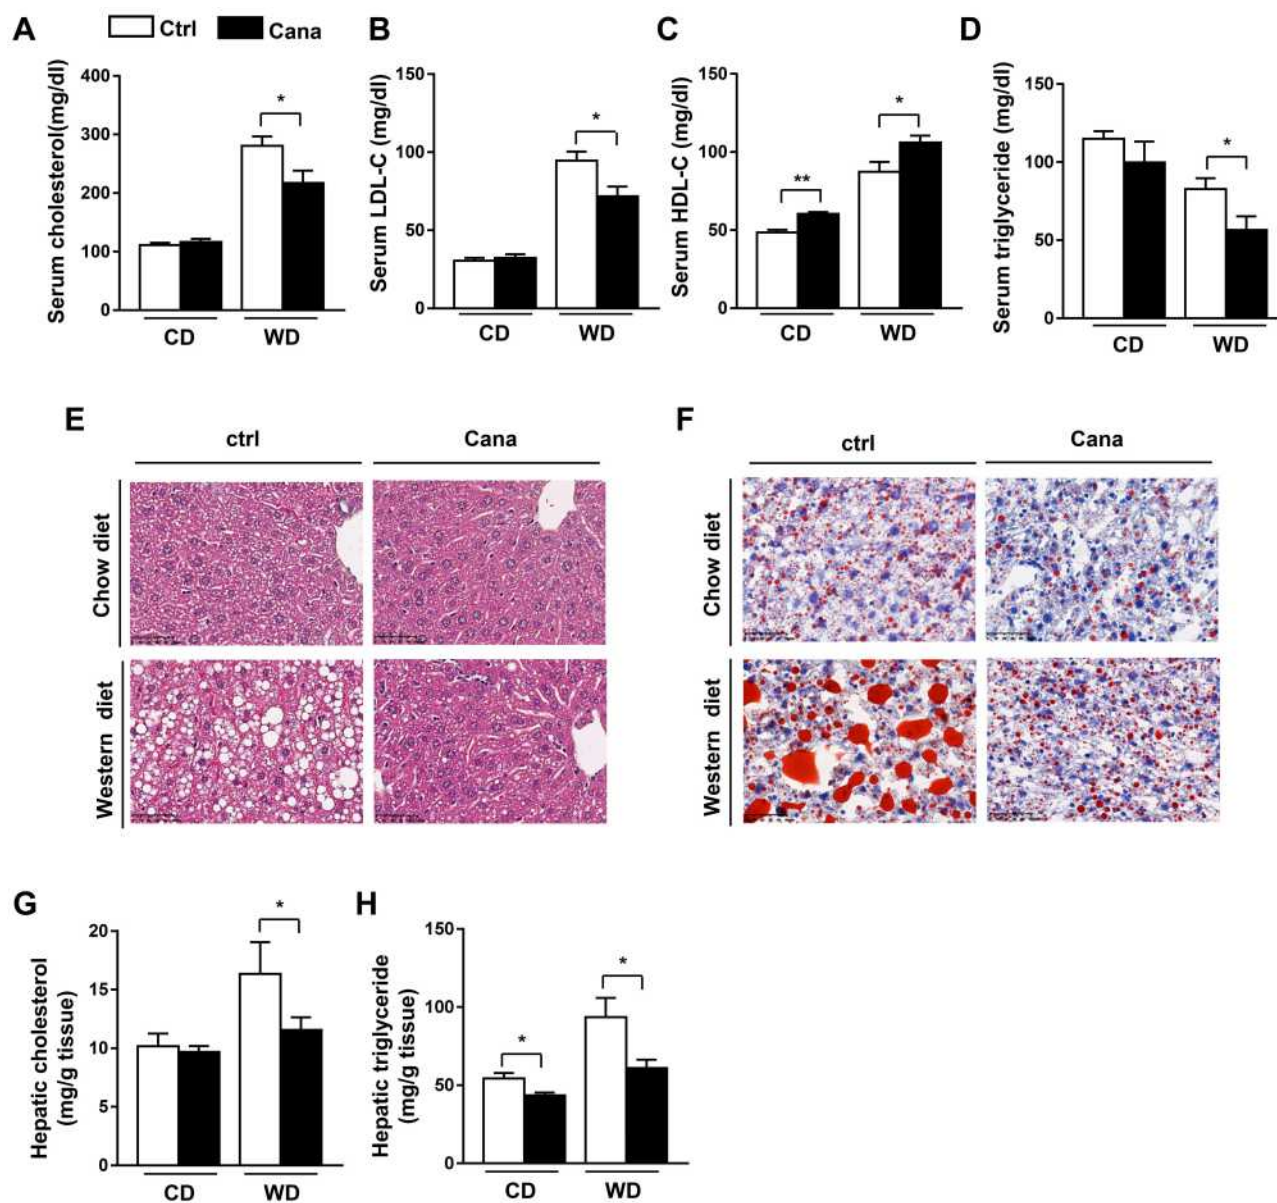 A
Ctrl
Cana
B
C
D
Serum cholesterol(mg/dl)
400
300
200
100
0
*
CD
WD
Serum LDL-C (mg/dl)
150
100
50
0
*
CD
WD
Serum HDL-C (mg/dl)
150
100
50
0
**
*
CD
WD
Serum triglyceride (mg/dl)
150
100
50
0
*
CD
WD
E
ctrl
Cana
Chow diet
Western diet
F
ctrl
Cana
Chow diet
Western diet
G
Hepatic cholesterol
(mg/g tissue)
20
15
10
5
0
*
CD
WD
H
Hepatic triglyceride
(mg/g tissue)
150
100
50
0
*
*
CD
WD